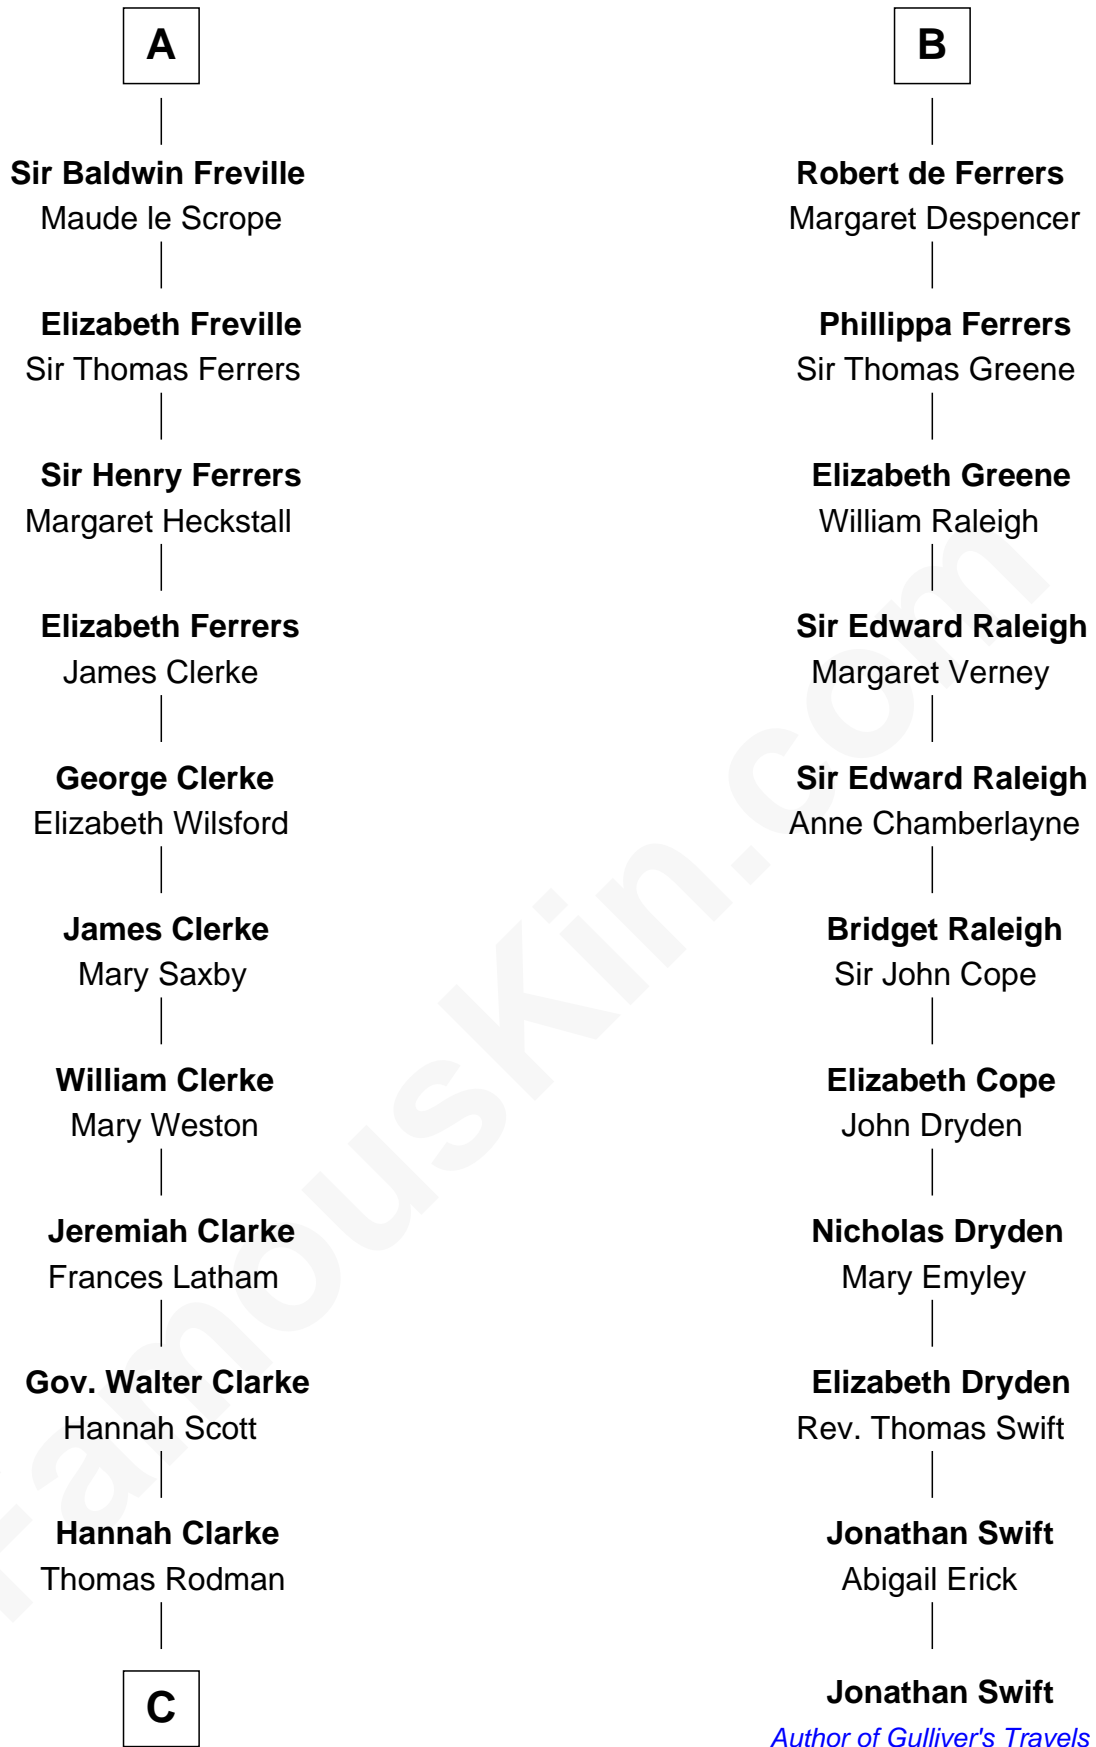 A
Sir Baldwin Freville
Maude le Scrope
Elizabeth Freville
Sir Thomas Ferrers
Sir Henry Ferrers
Margaret Heckstall
Elizabeth Ferrers
James Clerke
George Clerke
Elizabeth Wilsford
James Clerke
Mary Saxby
William Clerke
Mary Weston
Jeremiah Clarke
Frances Latham
Gov. Walter Clarke
Hannah Scott
Hannah Clarke
Thomas Rodman
C
B
Robert de Ferrers
Margaret Despencer
Phillippa Ferrers
Sir Thomas Greene
Elizabeth Greene
William Raleigh
Sir Edward Raleigh
Margaret Verney
Sir Edward Raleigh
Anne Chamberlayne
Bridget Raleigh
Sir John Cope
Elizabeth Cope
John Dryden
Nicholas Dryden
Mary Emyley
Elizabeth Dryden
Rev. Thomas Swift
Jonathan Swift
Abigail Erick
Jonathan Swift
Author of Gulliver's Travels
FamousKin.com